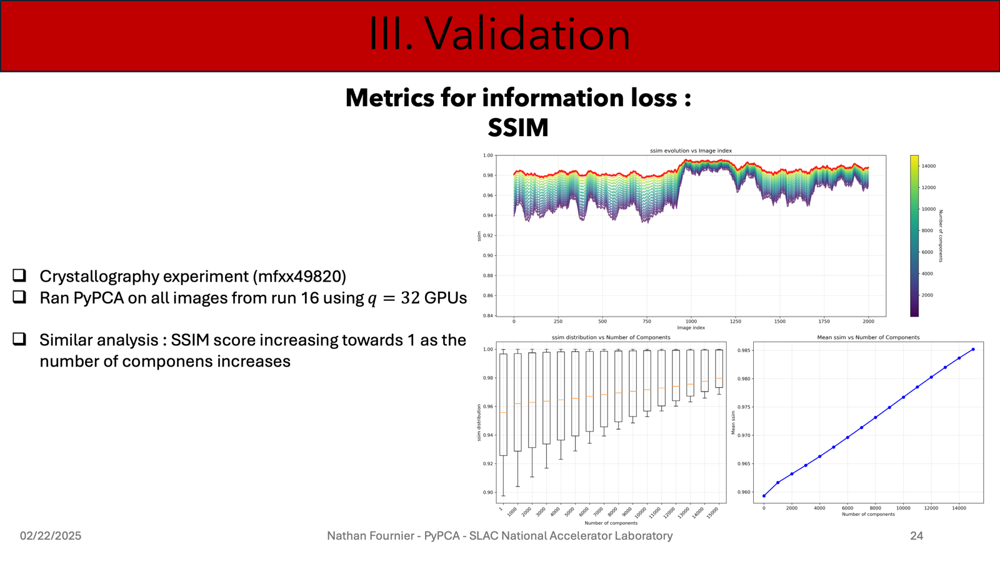 III. Validation
Metrics for information loss :
SSIM
❑ Crystallography experiment (mfxx49820)
❑ Ran PyPCA on all images from run 16 using q = 32 GPUs
❑ Similar analysis : SSIM score increasing towards 1 as the
number of componens increases
ssim evolution vs Image index
ssim
1.00
0.98
0.96
0.94
0.92
0.90
0.88
0.86
0.84
0 250 500 750 1000 1250 1500 1750 2000
Image index
14000
12000
10000
8000
6000
4000
2000
Number of components
ssim distribution vs Number of Components
ssim distribution
1.00
0.98
0.96
0.94
0.92
0.90
1 1000 2000 3000 4000 5000 6000 7000 8000 9000 10000 11000 12000 13000 14000 15000
Number of components
Mean ssim vs Number of Components
Mean ssim
0.985
0.980
0.975
0.970
0.965
0.960
0 2000 4000 6000 8000 10000 12000 14000
Number of components
02/22/2025
Nathan Fournier - PyPCA - SLAC National Accelerator Laboratory
24